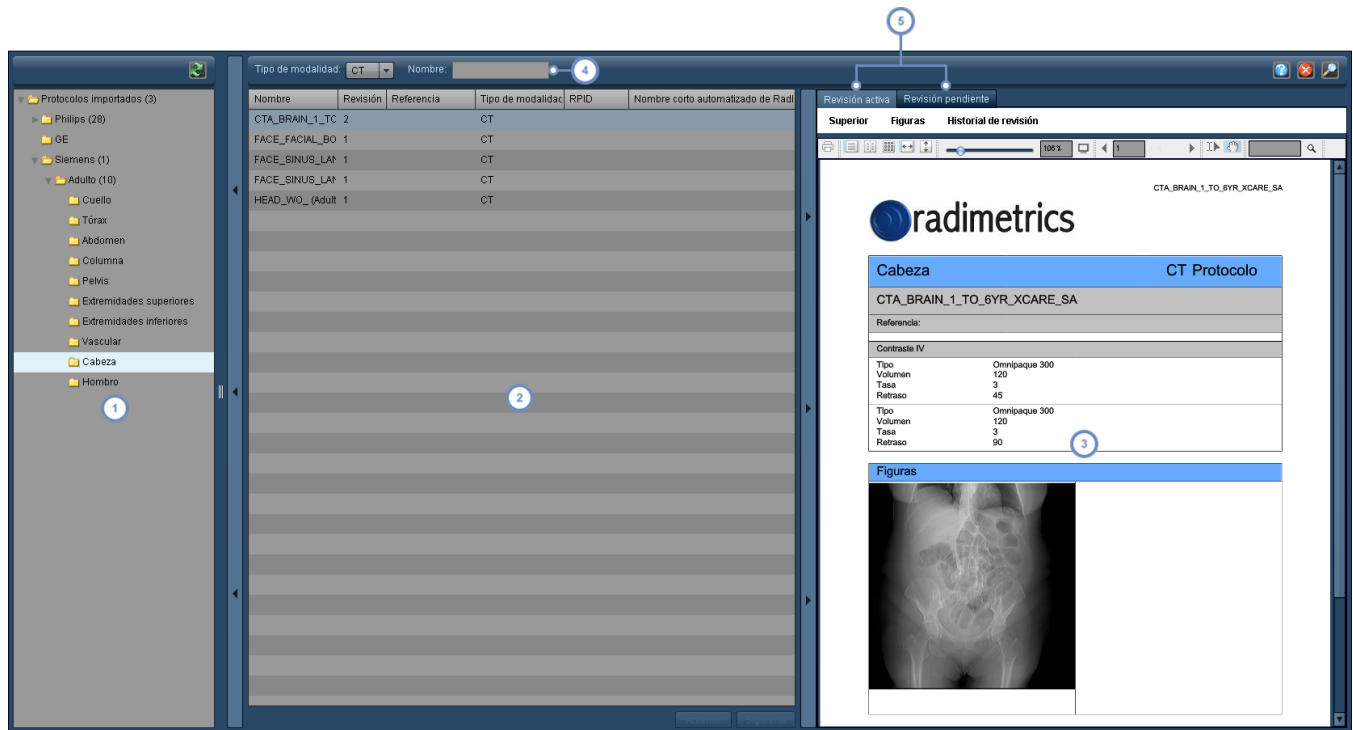 5
Tipo de modalidad: CT Nombre: 4
Protocolos importados (3)
Philips (28)
GE
Siemens (1)
Adulto (10)
Cuello
Tórax
Abdomen
Columna
Pelvis
Extremidades superiores
Extremidades inferiores
Vascular
Cabeza
Hombro
1
Nombre Revisión Referencia Tipo de modalidac RPID Nombre corto automatizado de Radl
CTA_BRAIN_1_TC 2 CT
FACE_FACIAL_BO 1 CT
FACE_SINUS_LAN 1 CT
FACE_SINUS_LAN 1 CT
HEAD_WO_ (Adult 1 CT
2
Revisión activa Revisión pendiente
Superior Figuras Historial de revisión
106 % 1
CTA_BRAIN_1_TO_6YR_XCARE_SA
radimetrics
Cabeza CT Protocolo
CTA_BRAIN_1_TO_6YR_XCARE_SA
Referencia:
Contraste IV
Tipo Omnipaque 300
Volumen 120
Tasa 3
Retraso 45
Tipo Omnipaque 300
Volumen 120
Tasa 3
Retraso 90
3
Figuras